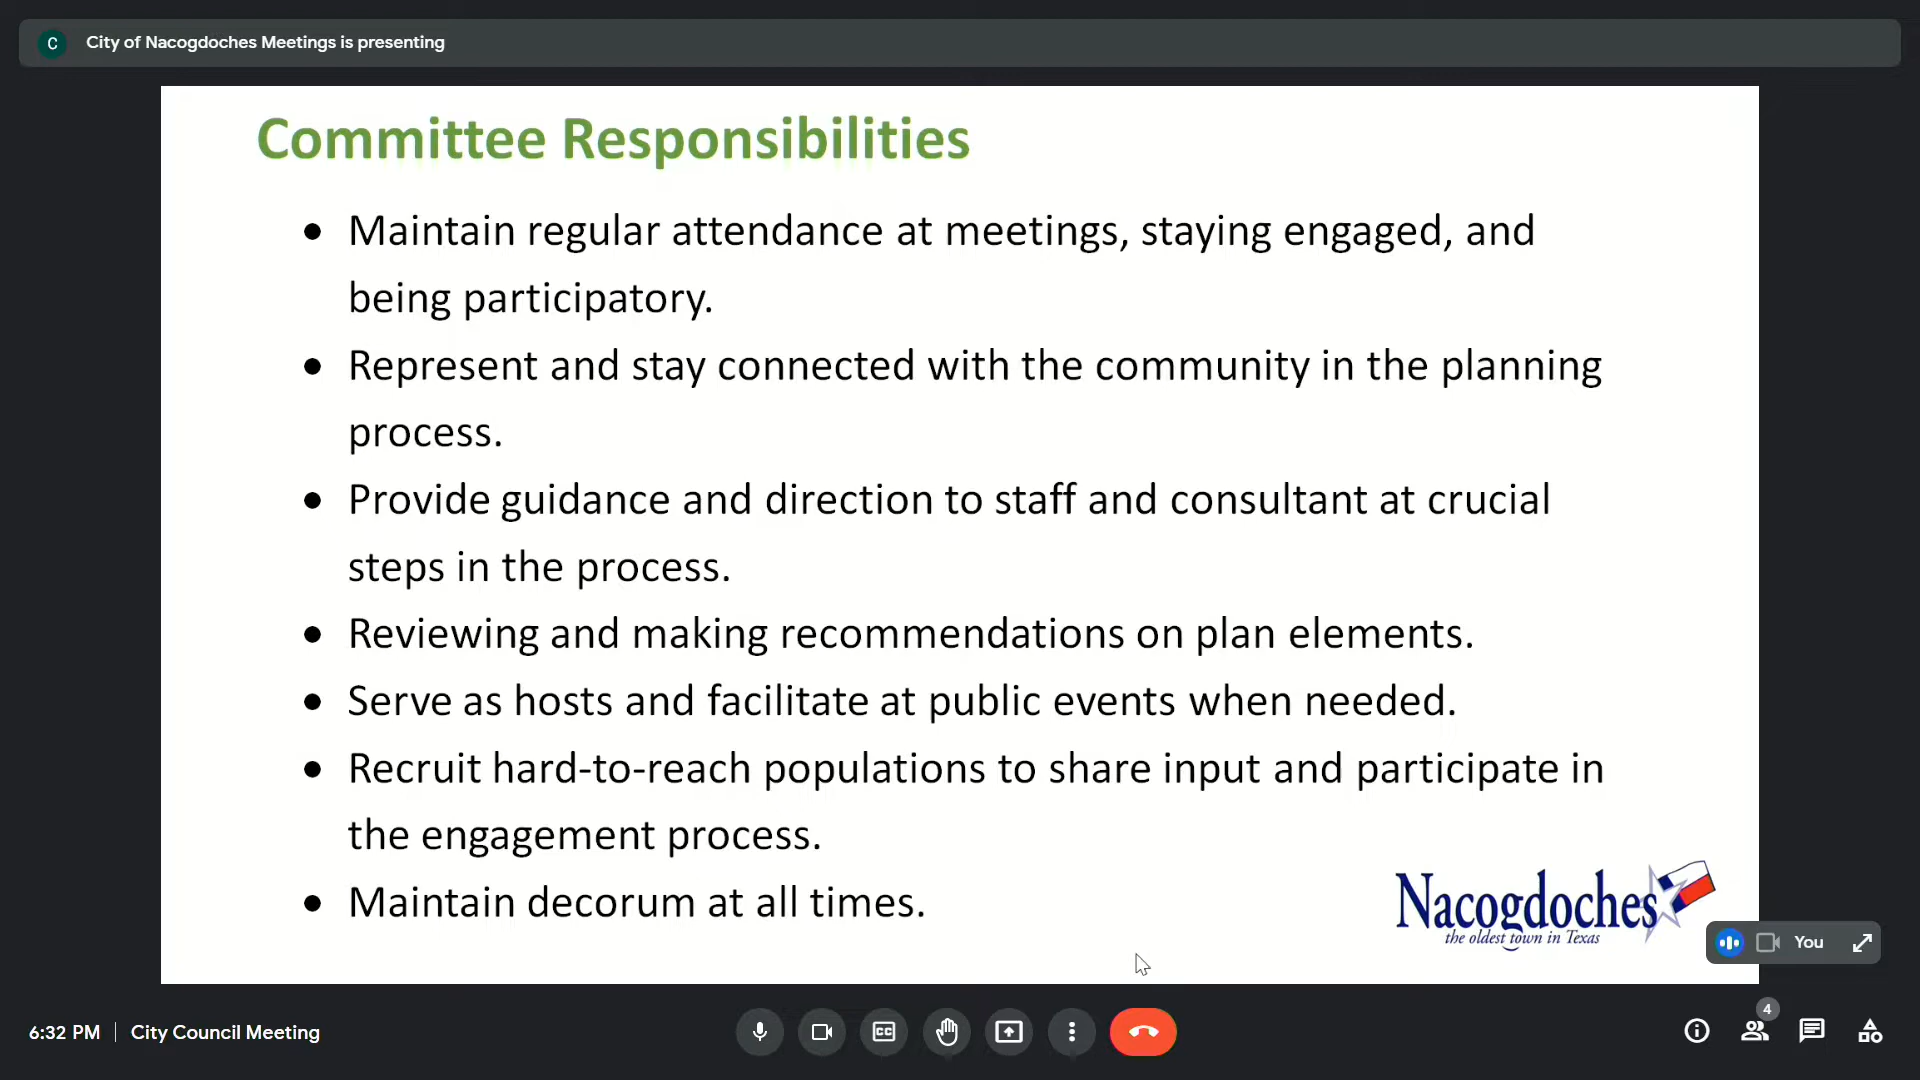 C
City of Nacogdoches Meetings is presenting
Committee Responsibilities
• Maintain regular attendance at meetings, staying engaged, and
being participatory.
• Represent and stay connected with the community in the planning
process.
• Provide guidance and direction to staff and consultant at crucial
steps in the process.
• Reviewing and making recommendations on plan elements.
• Serve as hosts and facilitate at public events when needed.
• Recruit hard-to-reach populations to share input and participate in
the engagement process.
• Maintain decorum at all times.
Nacogdoches
the oldest town in Texas
You
6:32 PM | City Council Meeting
CC
4